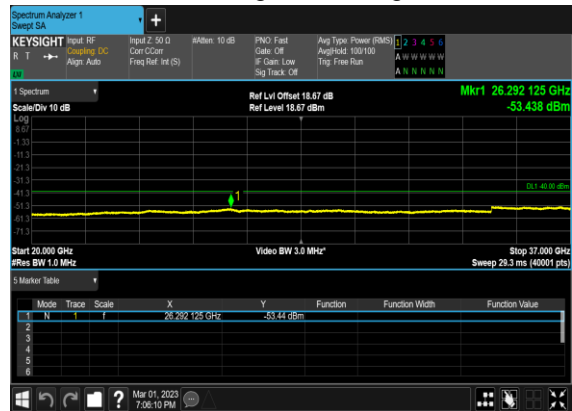 Spectrum Analyzer 1
Swept SA
+
KEYSIGHT
R T
LW
Input: RF
Coupling: DC
Align: Auto
Input Z: 50 Ω
Corr CCorr
Freq Ref: Int (S)
#Atten: 10 dB
PNO: Fast
Gate: Off
IF Gain: Low
Sig Track: Off
Avg Type: Power (RMS)
Avg|Hold: 100/100
Trig: Free Run
1 2 3 4 5 6
A W W W W W
A N N N N N
1 Spectrum
Scale/Div 10 dB
Ref Lvl Offset 18.67 dB
Ref Level 18.67 dBm
Mkr1 26.292 125 GHz
-53.438 dBm
Log
8.67
-1.33
-11.3
-21.3
-31.3
-41.3
-51.3
-61.3
-71.3
1
DL1 -40.00 dBm
Start 20.000 GHz
#Res BW 1.0 MHz
Video BW 3.0 MHz*
Stop 37.000 GHz
Sweep 29.3 ms (40001 pts)
5 Marker Table
Mode Trace Scale X Y Function Function Width Function Value
1 N 1 f 26.292 125 GHz -53.44 dBm
2
3
4
5
6
?
Mar 01, 2023
7:06:10 PM